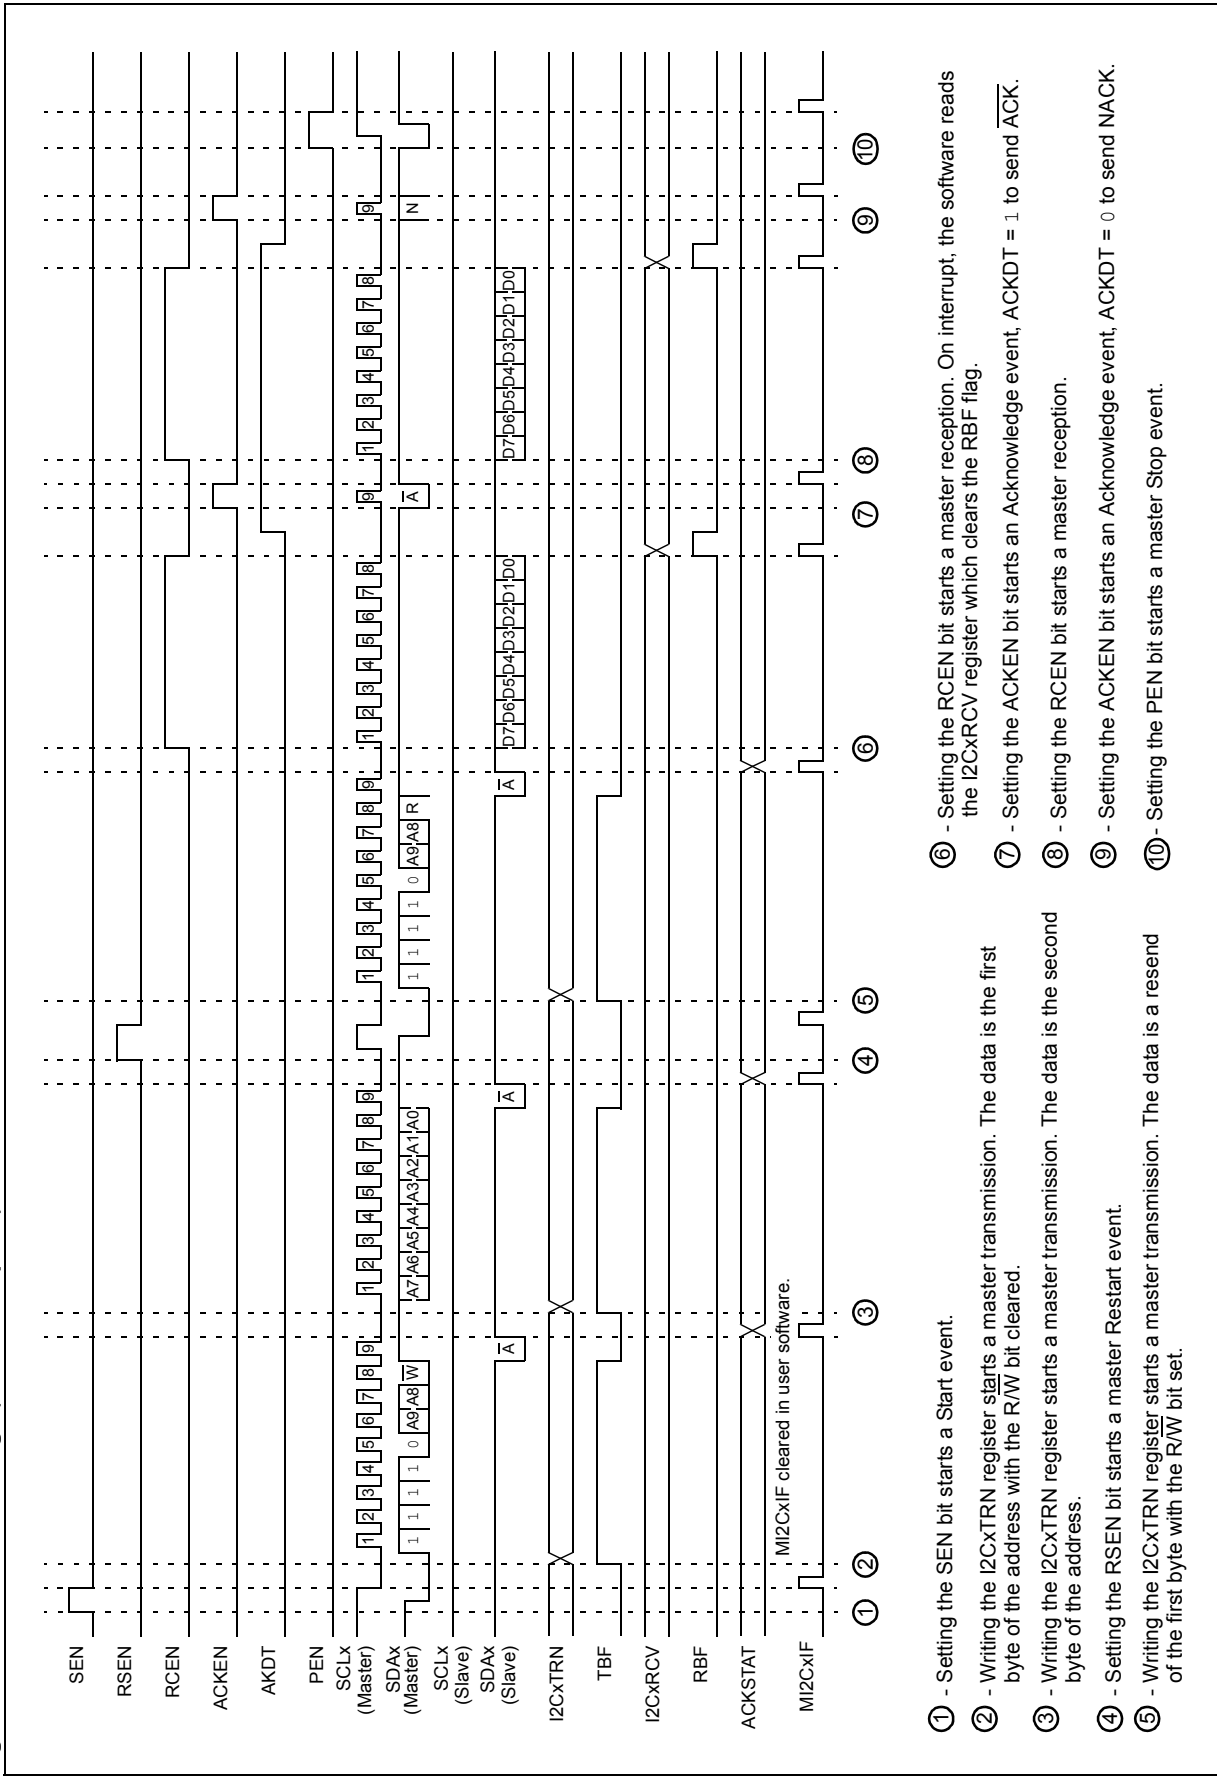 SEN
RSEN
RCEN
ACKEN
AKDT
PEN
SCLx
(Master)
1 2 3 4 5 6 7 8 9 1 2 3 4 5 6 7 8 9 1 2 3 4 5 6 7 8 9 1 2 3 4 5 6 7 8 9 1 2 3 4 5 6 7 8 9
SDAx
(Master)
1 1 1 1 0 A9 A8 W̅ A7 A6 A5 A4 A3 A2 A1 A0 1 1 1 1 0 A9 A8 R A̅ N
SCLx
(Slave)
SDAx
(Slave)
A̅ A̅ A̅ D7 D6 D5 D4 D3 D2 D1 D0 D7 D6 D5 D4 D3 D2 D1 D0
I2CxTRN
TBF
I2CxRCV
RBF
ACKSTAT
MI2CxIF cleared in user software.
MI2CxIF
1 2 3 4 5 6 7 8 9 10
1 - Setting the SEN bit starts a Start event.
2 - Writing the I2CxTRN register starts a master transmission. The data is the first
byte of the address with the R/W̅ bit cleared.
3 - Writing the I2CxTRN register starts a master transmission. The data is the second
byte of the address.
4 - Setting the RSEN bit starts a master Restart event.
5 - Writing the I2CxTRN register starts a master transmission. The data is a resend
of the first byte with the R/W̅ bit set.
6 - Setting the RCEN bit starts a master reception. On interrupt, the software reads
the I2CxRCV register which clears the RBF flag.
7 - Setting the ACKEN bit starts an Acknowledge event, ACKDT = 1 to send A̅C̅K̅.
8 - Setting the RCEN bit starts a master reception.
9 - Setting the ACKEN bit starts an Acknowledge event, ACKDT = 0 to send NACK.
10 - Setting the PEN bit starts a master Stop event.